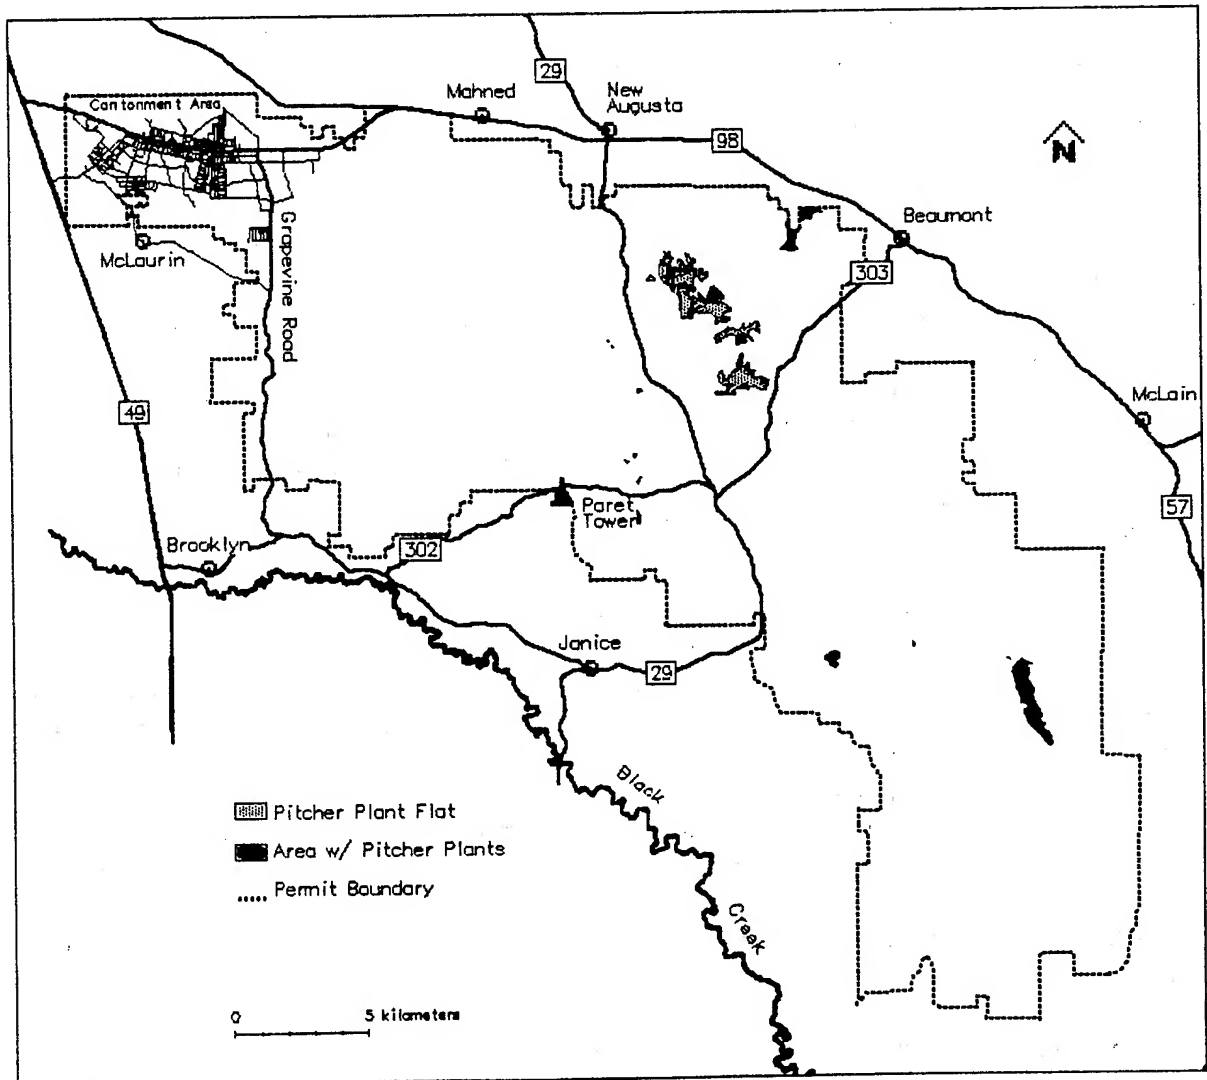 29
New
Augusta
Mahned
Cantonment Area
98
N
Beaumont
McLaurin
Grapevine Road
303
49
McLain
Paret
Tower
57
Brooklyn
302
Janice
29
Black
Creek
Pitcher Plant Flat
Area w/ Pitcher Plants
Permit Boundary
0 5 kilometers